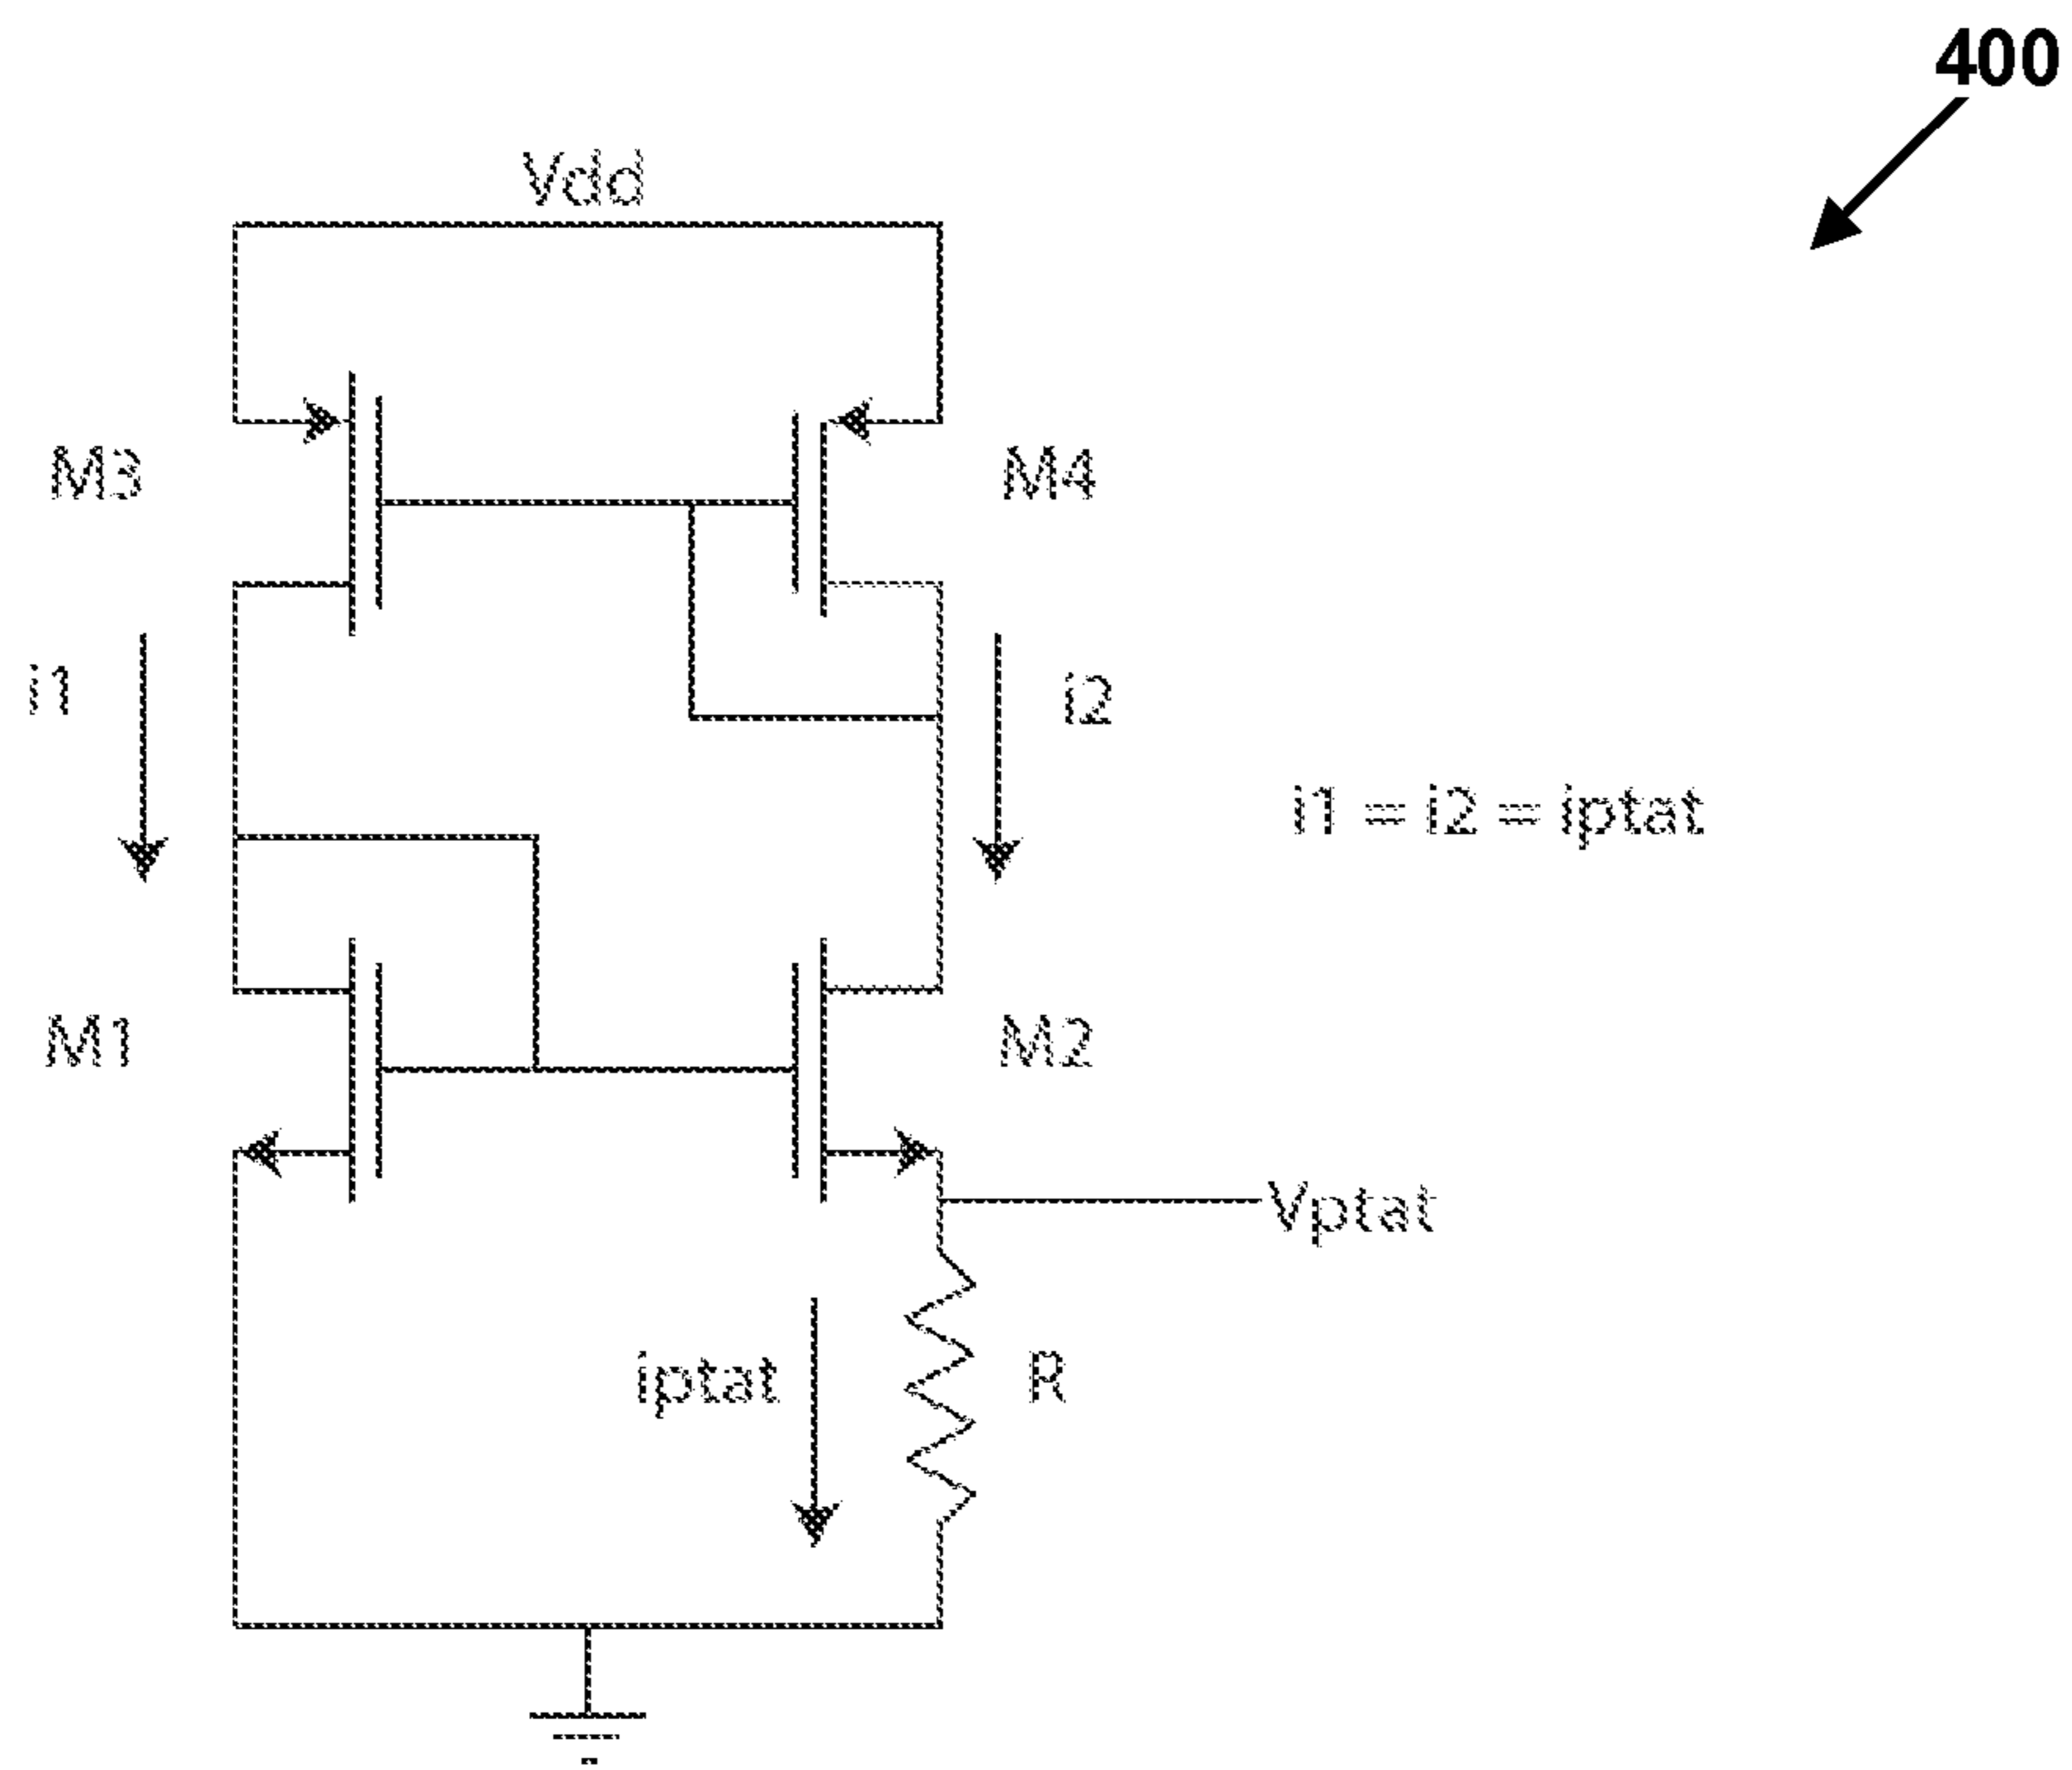 400
Vdd
M3
M4
i1
i2
i1 = i2 = iptat
M1
M2
Vptat
iptat
R